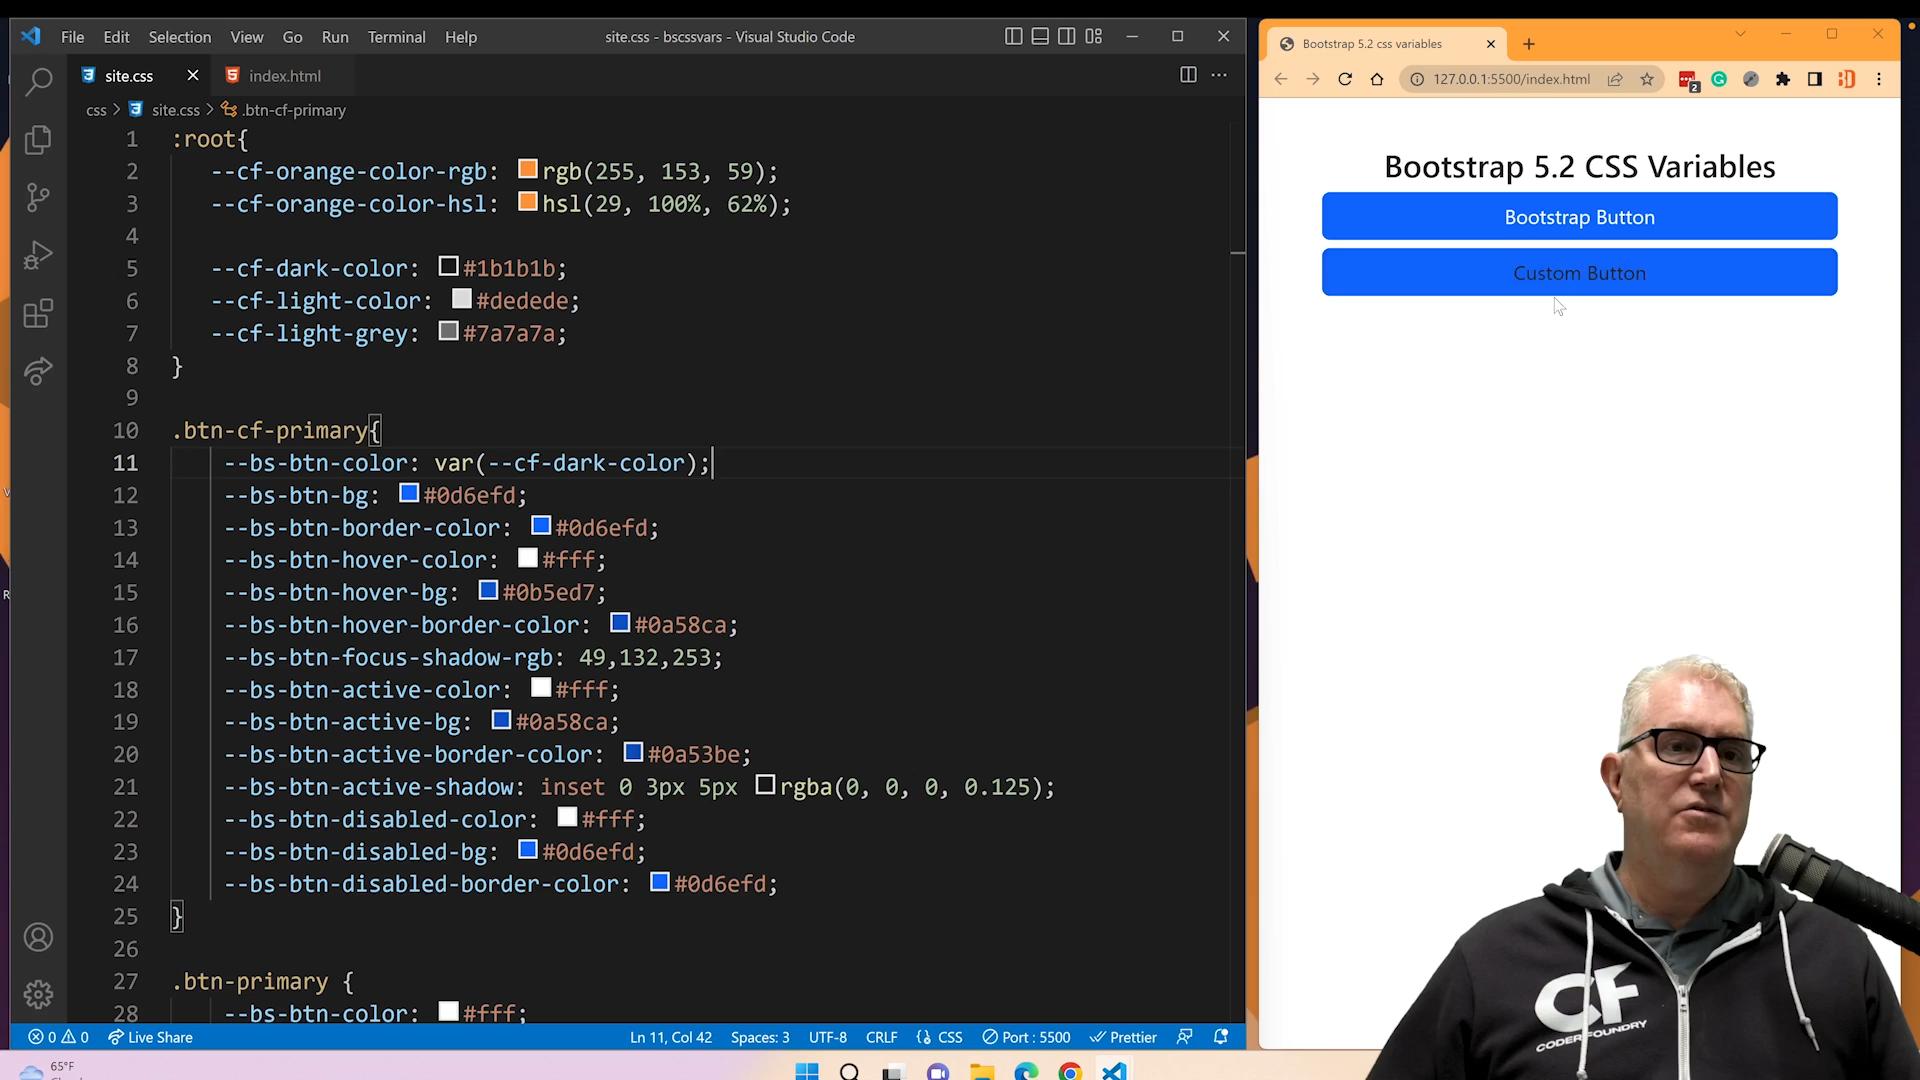 File Edit Selection View Go Run Terminal Help
site.css - bscssvars - Visual Studio Code
site.css
index.html
css > site.css > .btn-cf-primary
1 :root{
2 --cf-orange-color-rgb: rgb(255, 153, 59);
3 --cf-orange-color-hsl: hsl(29, 100%, 62%);
4
5 --cf-dark-color: #1b1b1b;
6 --cf-light-color: #dedede;
7 --cf-light-grey: #7a7a7a;
8 }
9
10 .btn-cf-primary{
11 --bs-btn-color: var(--cf-dark-color);
12 --bs-btn-bg: #0d6efd;
13 --bs-btn-border-color: #0d6efd;
14 --bs-btn-hover-color: #fff;
15 --bs-btn-hover-bg: #0b5ed7;
16 --bs-btn-hover-border-color: #0a58ca;
17 --bs-btn-focus-shadow-rgb: 49,132,253;
18 --bs-btn-active-color: #fff;
19 --bs-btn-active-bg: #0a58ca;
20 --bs-btn-active-border-color: #0a53be;
21 --bs-btn-active-shadow: inset 0 3px 5px rgba(0, 0, 0, 0.125);
22 --bs-btn-disabled-color: #fff;
23 --bs-btn-disabled-bg: #0d6efd;
24 --bs-btn-disabled-border-color: #0d6efd;
25 }
26
27 .btn-primary {
28 --bs-btn-color: #fff;
0 0 Live Share
Ln 11, Col 42 Spaces: 3 UTF-8 CRLF CSS Port : 5500 Prettier
65°F
Bootstrap 5.2 css variables
127.0.0.1:5500/index.html
2
Bootstrap 5.2 CSS Variables
Bootstrap Button
Custom Button
CF
CODERFOUNDRY